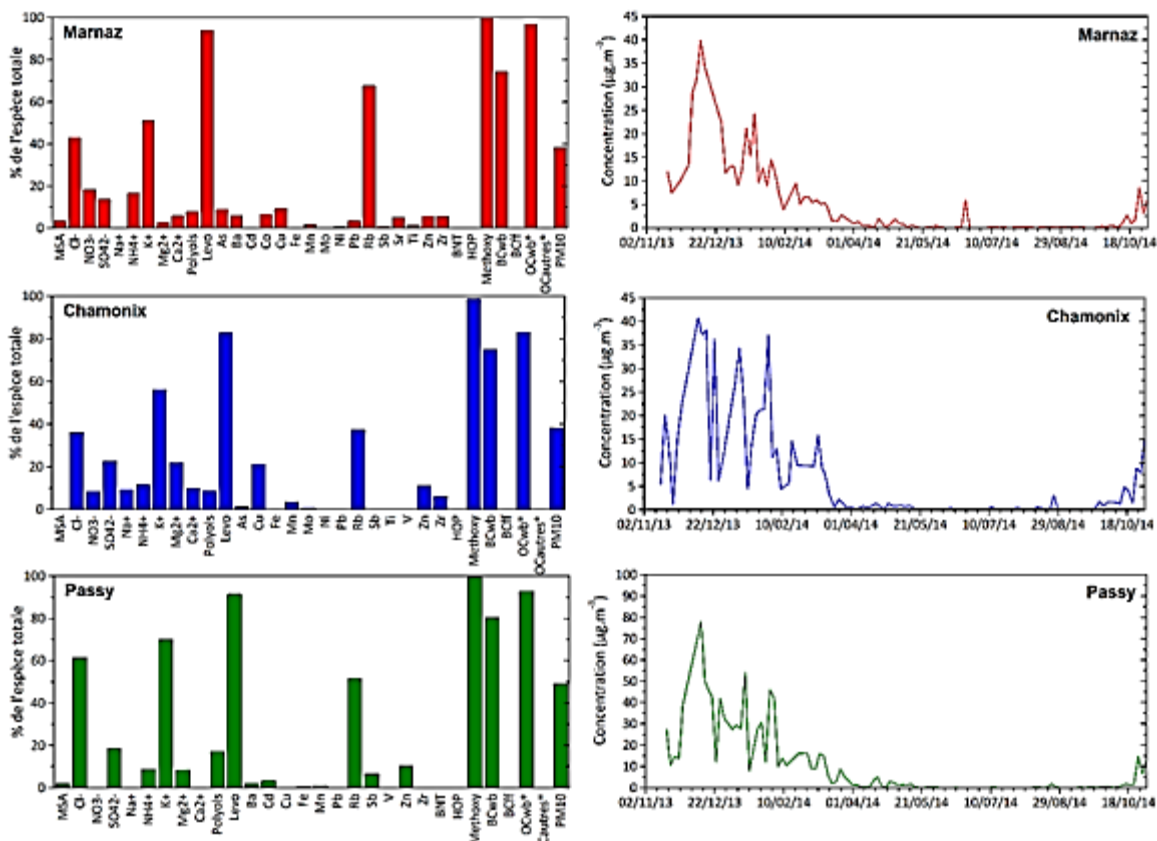 Marnaz
% de l'espèce totale
100
80
60
40
20
0
MSA Cl- NO3- SO42- Na+ NH4+ K+ Mg2+ Ca2+ Polyols Levo As Ba Cd Co Cu Fe Mn Mo Ni Pb Rb Sb Sr Ti Zn Zr BNT HOP Methoxy BCwb BCff OCwb* OCautres* PM10
Marnaz
Concentration (µg.m-3)
45
40
35
30
25
20
15
10
5
0
02/11/13 22/12/13 10/02/14 01/04/14 21/05/14 10/07/14 29/08/14 18/10/14
Chamonix
% de l'espèce totale
100
80
60
40
20
0
MSA Cl- NO3- SO42- Na+ NH4+ K+ Mg2+ Ca2+ Polyols Levo As Cu Fe Mn Mo Ni Pb Rb Sb Ti V Zn Zr HOP Methoxy BCwb BCff OCwb* OCautres* PM10
Chamonix
Concentration (µg.m-3)
45
40
35
30
25
20
15
10
5
0
02/11/13 22/12/13 10/02/14 01/04/14 21/05/14 10/07/14 29/08/14 18/10/14
Passy
% de l'espèce totale
100
80
60
40
20
0
MSA Cl- NO3- SO42- Na+ NH4+ K+ Mg2+ Ca2+ Polyols Levo Ba Cd Cu Fe Mn Pb Rb Sb V Zn Zr BNT HOP Methoxy BCwb BCff OCwb* Cautres* PM10
Passy
Concentration (µg.m-3)
100
90
80
70
60
50
40
30
20
10
0
02/11/13 22/12/13 10/02/14 01/04/14 21/05/14 10/07/14 29/08/14 18/10/14